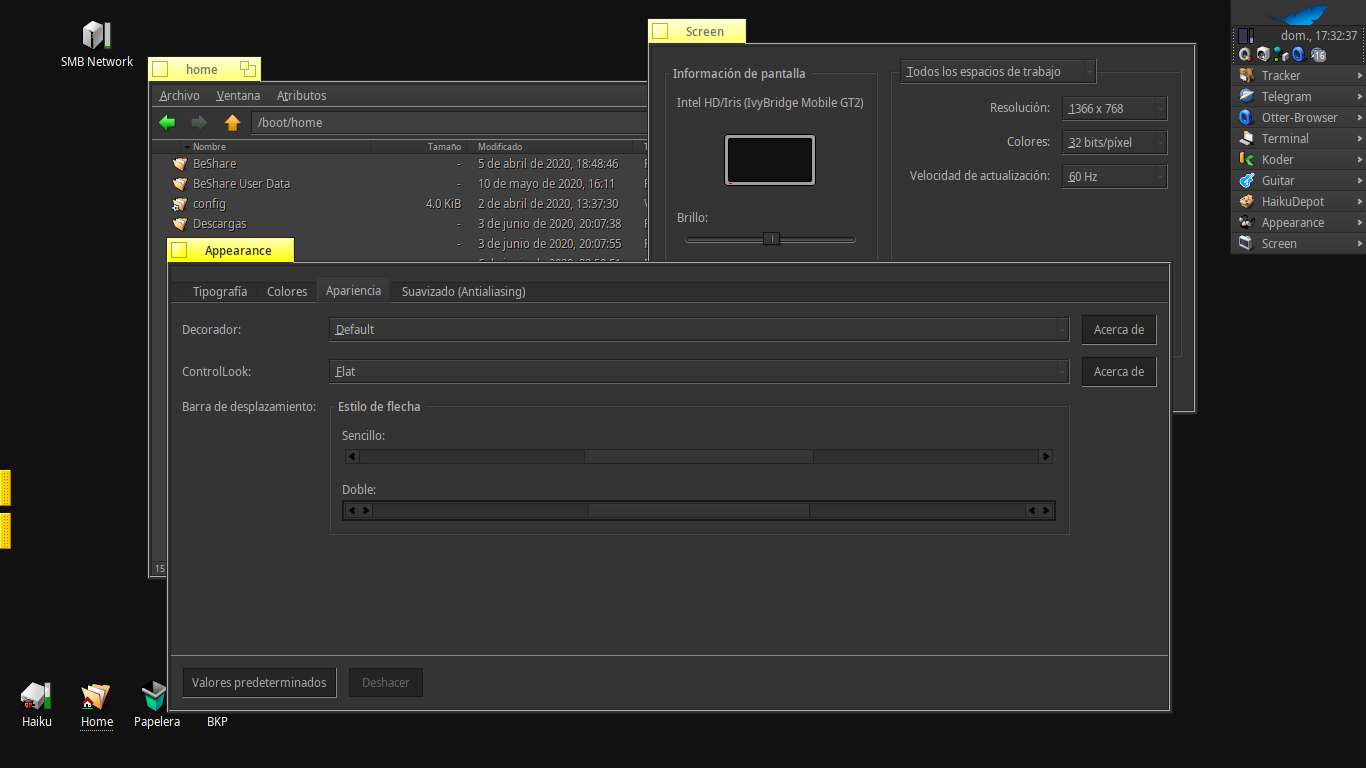 SMB Network
home
Archivo Ventana Atributos
/boot/home
Nombre Tamaño Modificado
BeShare - 5 de abril de 2020, 18:48:46
BeShare User Data - 10 de mayo de 2020, 16:11
config 4.0 KiB 2 de abril de 2020, 13:37:30
Descargas - 3 de junio de 2020, 20:07:38
- 3 de junio de 2020, 20:07:55
15
Screen
Información de pantalla
Intel HD/Iris (IvyBridge Mobile GT2)
Brillo:
Todos los espacios de trabajo
Resolución: 1366 x 768
Colores: 32 bits/píxel
Velocidad de actualización: 60 Hz
dom., 17:32:37
16
Tracker
Telegram
Otter-Browser
Terminal
Koder
Guitar
HaikuDepot
Appearance
Screen
Appearance
Tipografía Colores Apariencia Suavizado (Antialiasing)
Decorador: Default Acerca de
ControlLook: Flat Acerca de
Barra de desplazamiento: Estilo de flecha
Sencillo:
Doble:
Valores predeterminados Deshacer
Haiku Home Papelera BKP